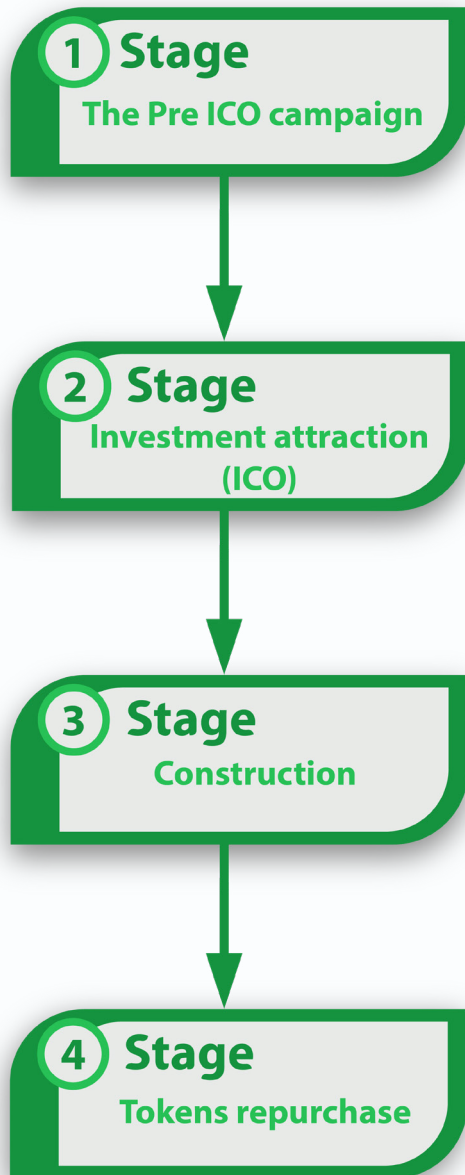 1 Stage
The Pre ICO campaign
2 Stage
Investment attraction
(ICO)
3 Stage
Construction
4 Stage
Tokens repurchase